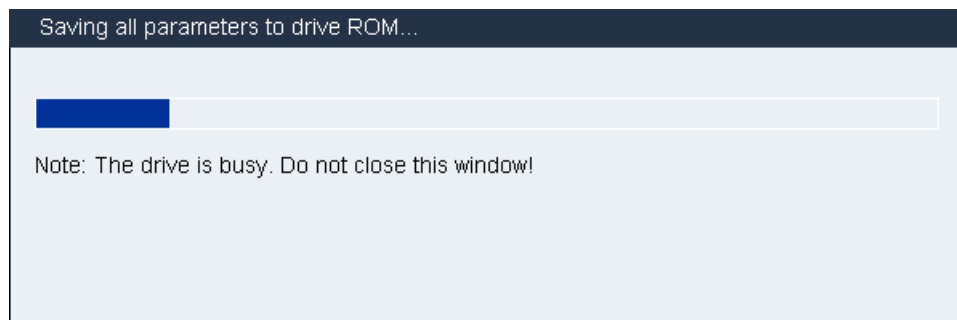 Saving all parameters to drive ROM...
Note: The drive is busy. Do not close this window!